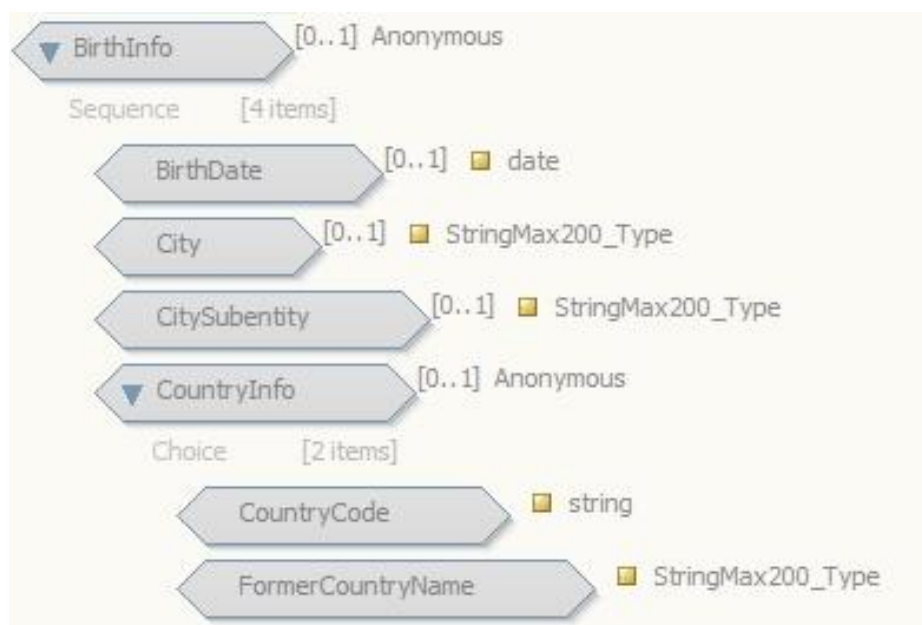 BirthInfo [0..1] Anonymous
Sequence [4 items]
BirthDate [0..1] date
City [0..1] StringMax200_Type
CitySubentity [0..1] StringMax200_Type
CountryInfo [0..1] Anonymous
Choice [2 items]
CountryCode string
FormerCountryName StringMax200_Type